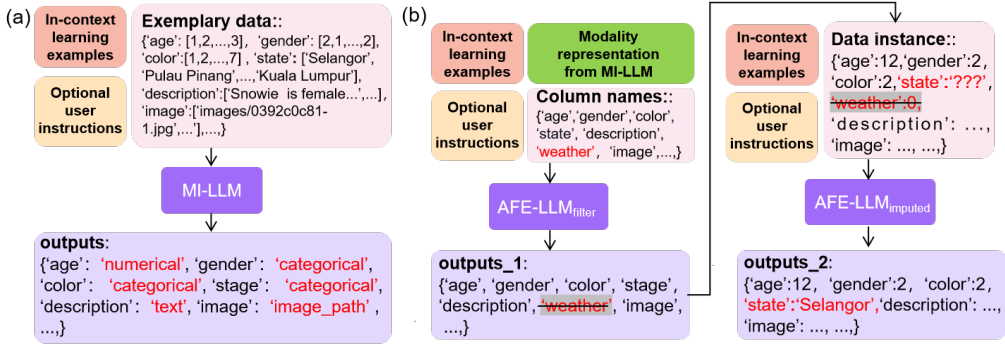 (a)
In-context
learning
examples
Optional
user
instructions
Exemplary data::
{‘age’: [1,2,...,3], ‘gender’: [2,1,...,2],
‘color’:[1,2,...,7] , ‘state’: [‘Selangor’,
‘Pulau Pinang’,...,‘Kuala Lumpur’],
‘description’:[‘Snowie is female...’,...],
‘image’:[‘images/0392c0c81-
1.jpg’,...’],...,}
MI-LLM
outputs:
{‘age’: ‘numerical’, ‘gender’: ‘categorical’,
‘color’: ‘categorical’, ‘stage’: ‘categorical’,
‘description’: ‘text’, ‘image’: ‘image_path’ ,
...,}
(b)
In-context
learning
examples
Optional
user
instructions
Modality
representation
from MI-LLM
Column names::
{‘age’,‘gender’,‘color’,
‘state’, ‘description’,
‘weather’, ‘image’,...,}
AFE-LLMfilter
outputs_1:
{‘age’, ‘gender’, ‘color’, ‘stage’,
‘description’, ‘weather’, ‘image’,
...,}
In-context
learning
examples
Optional
user
instructions
Data instance::
{‘age’:12,‘gender’:2,
‘color’:2,‘state’:‘???’,
‘weather’:0,
‘description’: ...,
‘image’: ..., ...,}
AFE-LLMimputed
outputs_2:
{‘age’:12, ‘gender’:2, ‘color’:2,
‘state’:‘Selangor’,‘description’: ...,
‘image’: ..., ...,}